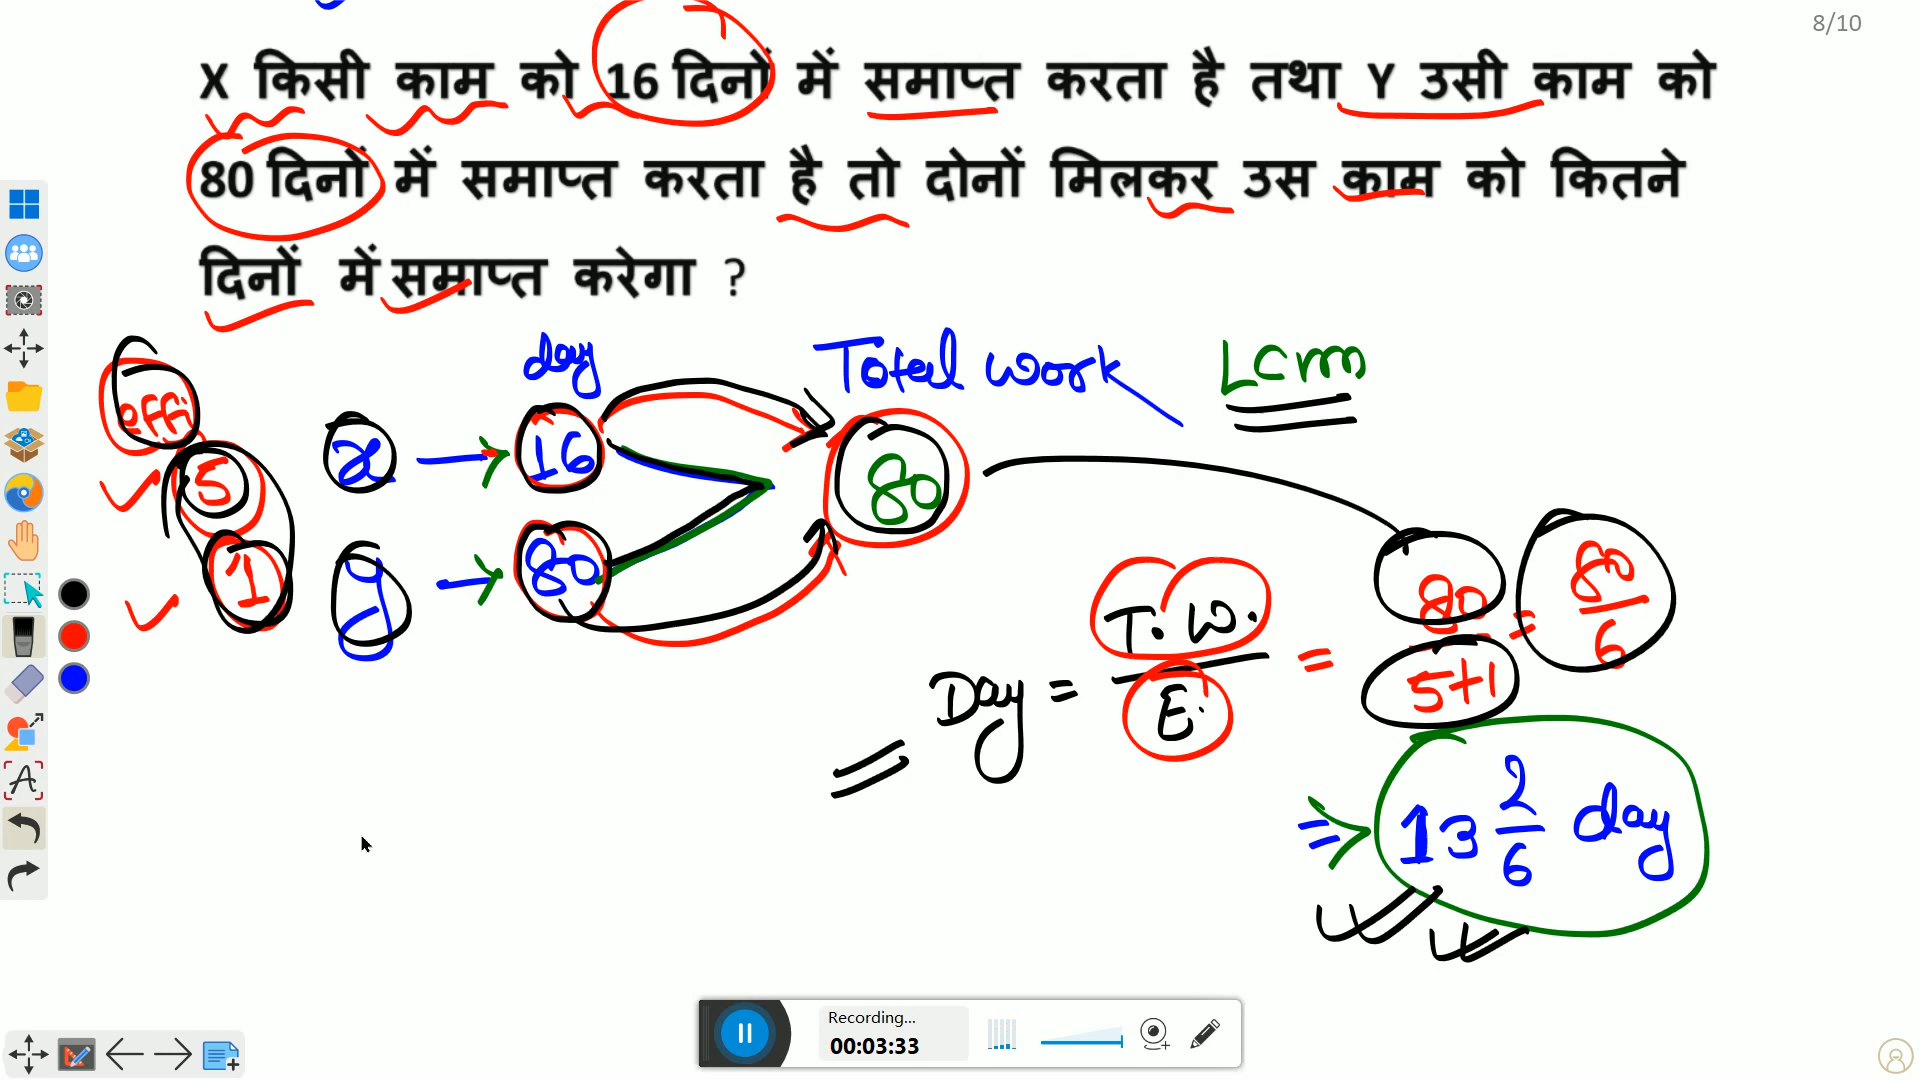 8/10
X किसी काम को 16 दिनों में समाप्त करता है तथा Y उसी काम को
80 दिनों में समाप्त करता है तो दोनों मिलकर उस काम को कितने
दिनों में समाप्त करेगा ?
effi day Total work LCM
5 x 16 80
1 y 80
Day = T. W. / E. = 80 / 5+1 = 80 / 6
13 2/6 day
Recording...
00:03:33